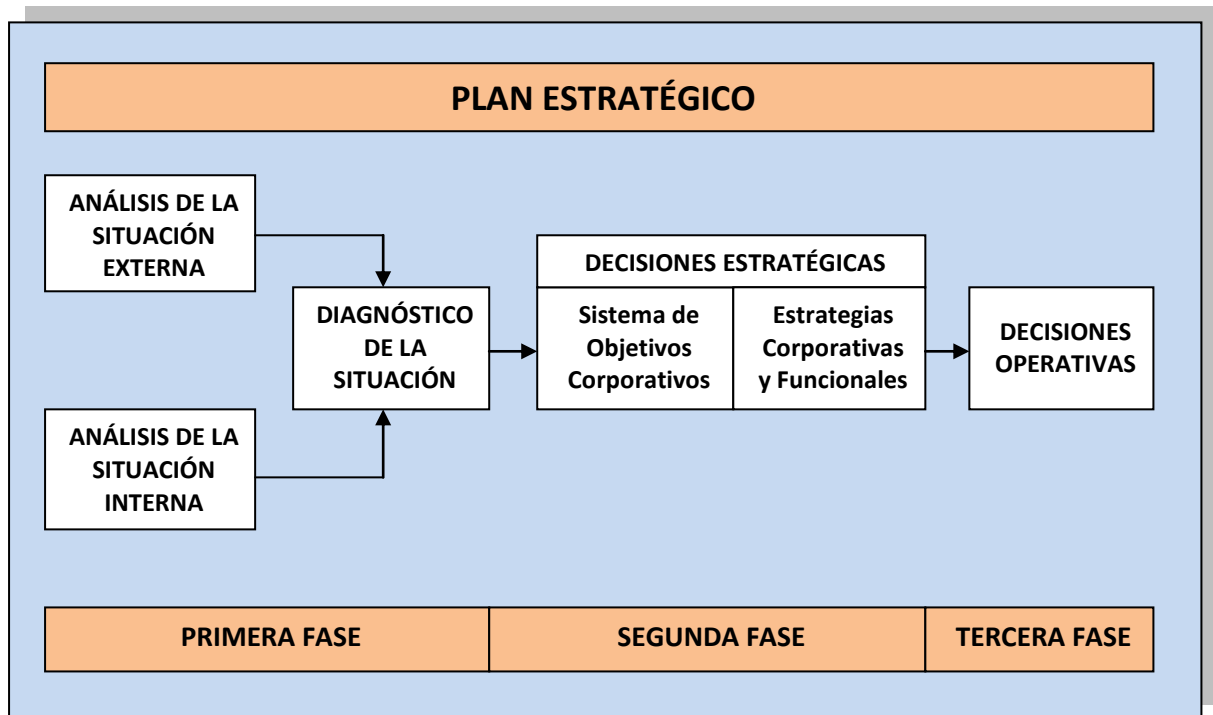 PLAN ESTRATÉGICO
ANÁLISIS DE LA
SITUACIÓN
EXTERNA
ANÁLISIS DE LA
SITUACIÓN
INTERNA
DIAGNÓSTICO
DE LA
SITUACIÓN
DECISIONES ESTRATÉGICAS
Sistema de
Objetivos
Corporativos
Estrategias
Corporativas
y Funcionales
DECISIONES
OPERATIVAS
PRIMERA FASE
SEGUNDA FASE
TERCERA FASE